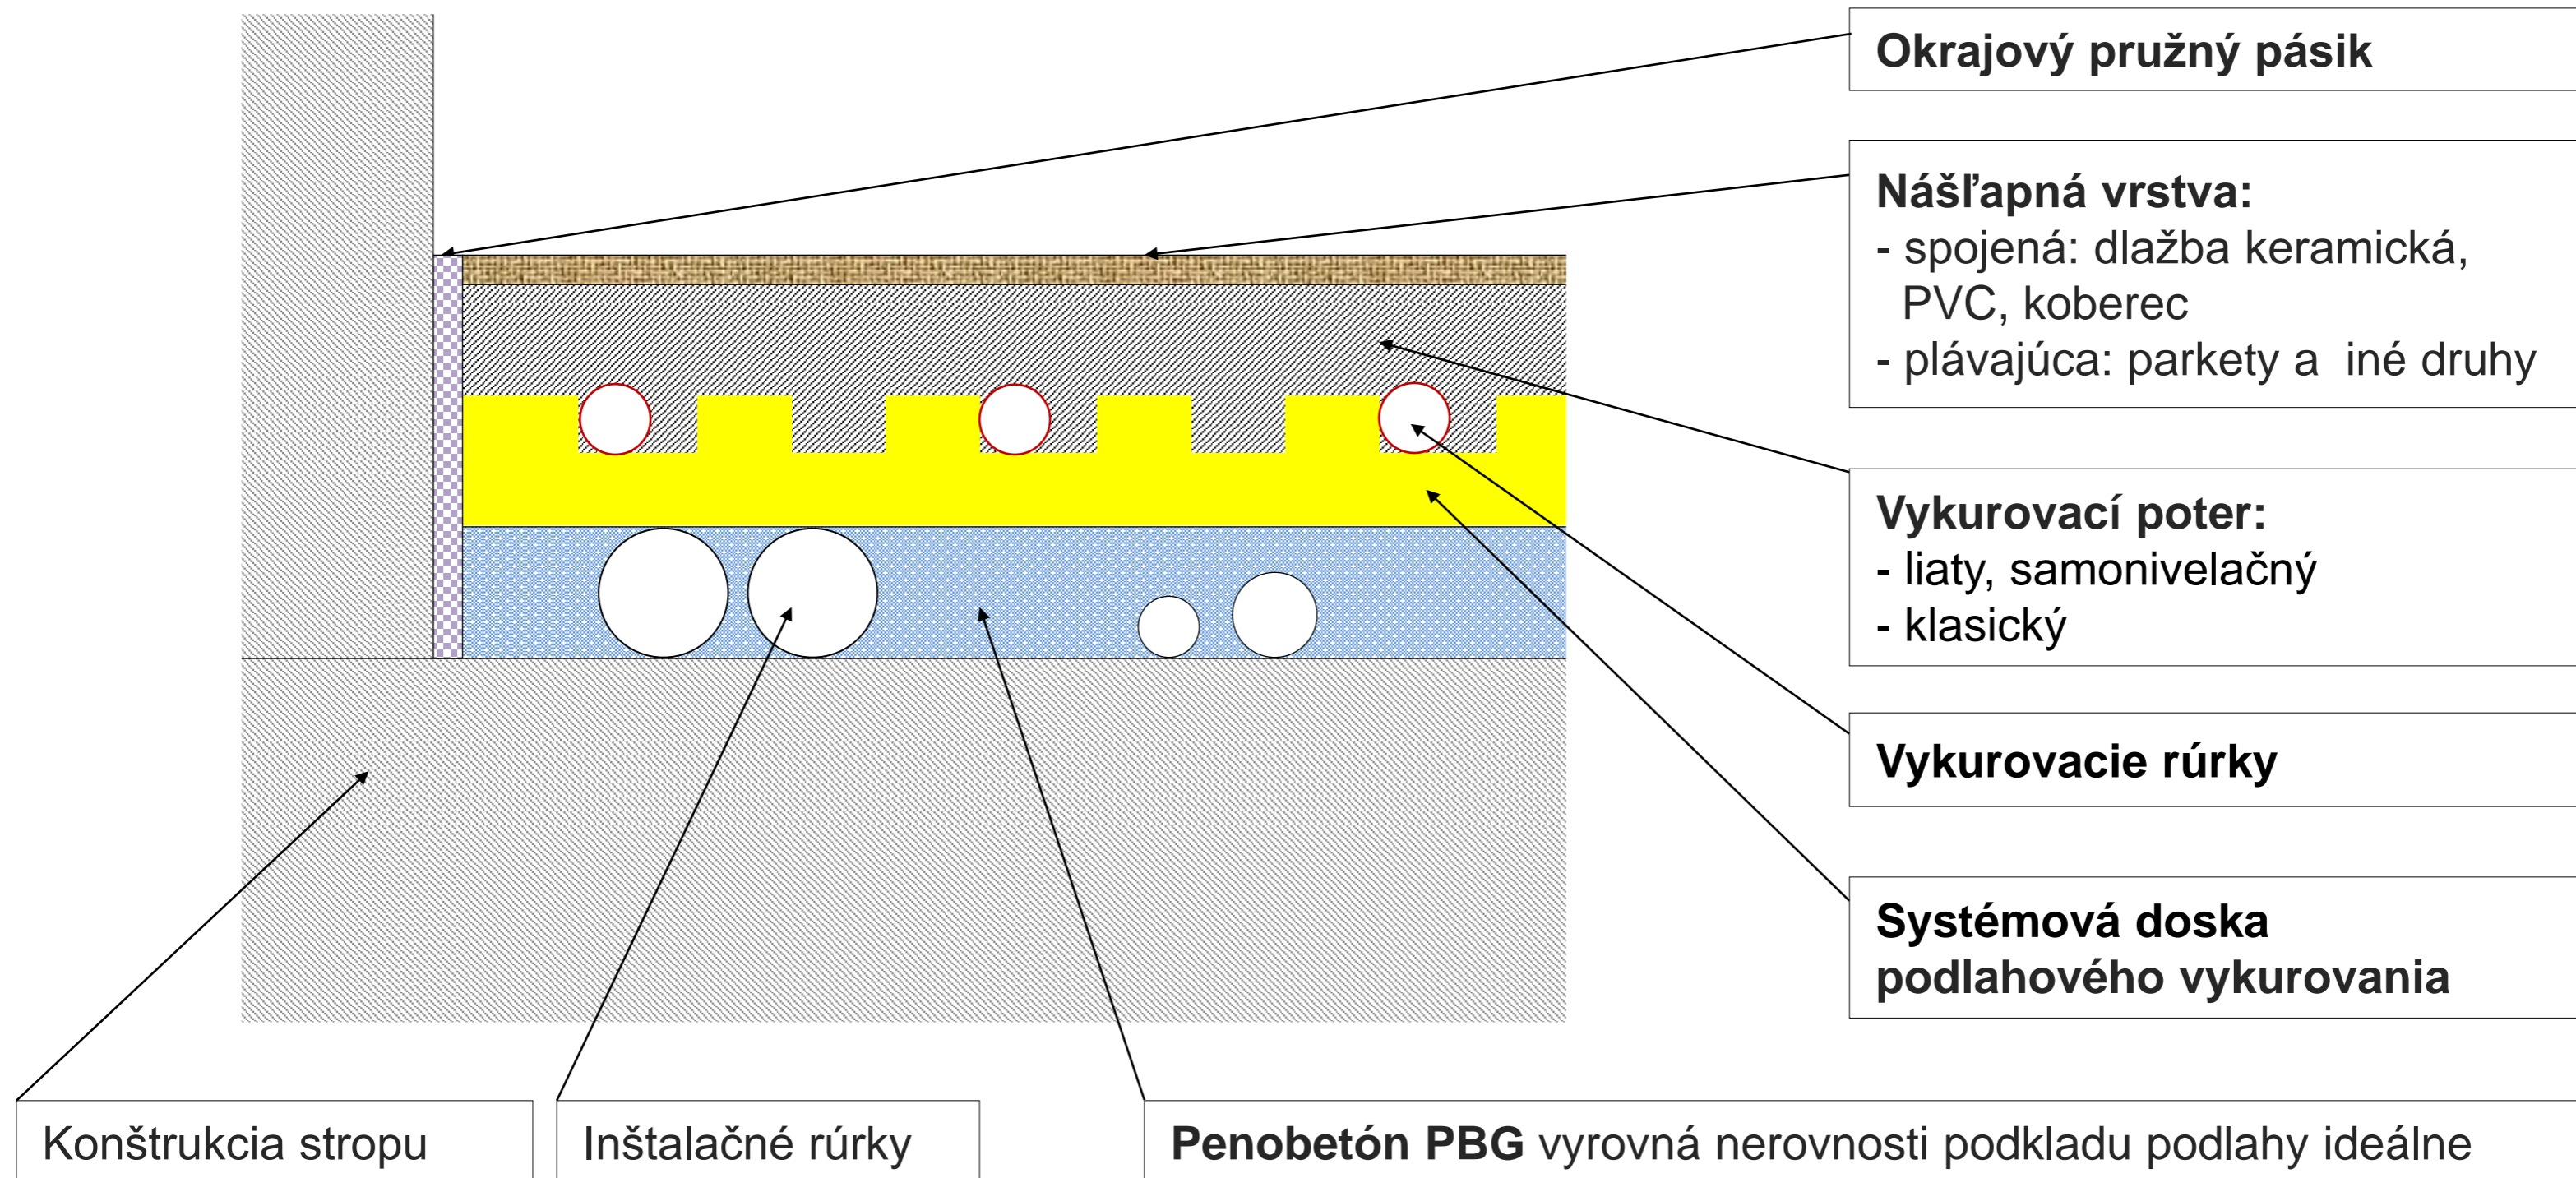 Okrajový pružný pásik
Nášľapná vrstva:
- spojená: dlažba keramická,
PVC, koberec
- plávajúca: parkety a  iné druhy
Vykurovací poter:
- liaty, samonivelačný
- klasický
Vykurovacie rúrky
Systémová doska
podlahového vykurovania
Konštrukcia stropu
Inštalačné rúrky
Penobetón PBG vyrovná nerovnosti podkladu podlahy ideálne